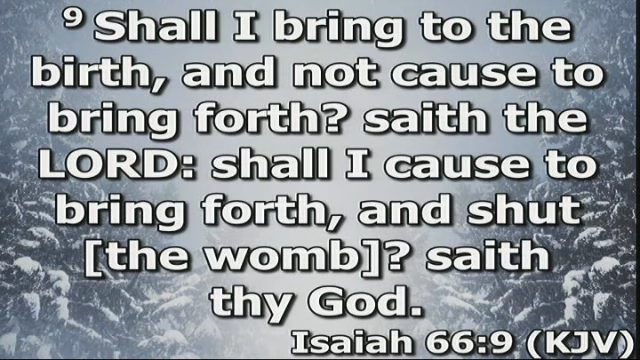 9 Shall I bring to the
birth, and not cause to
bring forth? saith the
LORD: shall I cause to
bring forth, and shut
[the womb]? saith
thy God.
Isaiah 66:9 (KJV)